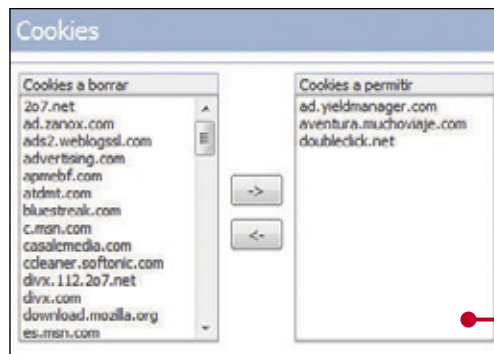 Cookies
Cookies a borrar
2o7.net
ad.zanox.com
ads2.weblogssl.com
advertising.com
apmebf.com
atdmt.com
bluestreak.com
c.msn.com
casalemedia.com
ccleaner.softonic.com
divx.112.2o7.net
divx.com
download.mozilla.org
es.msn.com
->
<-
Cookies a permitir
ad.yieldmanager.com
aventura.muchoviaje.com
doubleclick.net